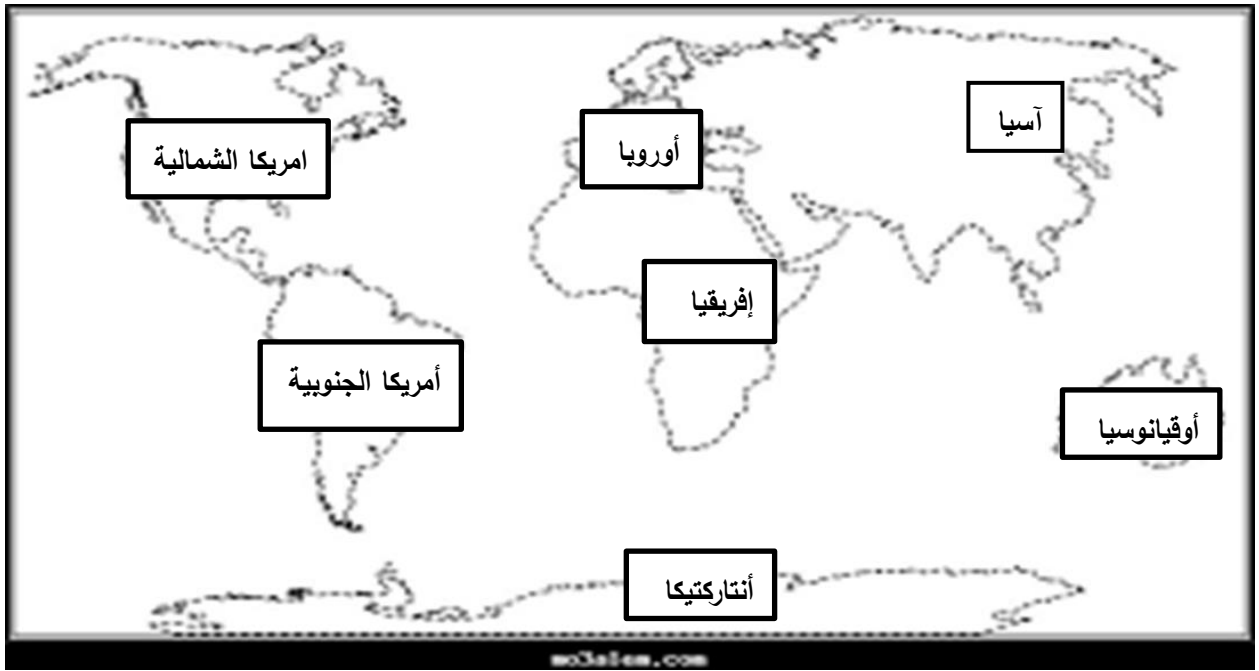 آسيا
أوروبا
امريكا الشمالية
إفريقيا
أمريكا الجنوبية
أوقيانوسيا
أنتاركتيكا
mo3alem.com